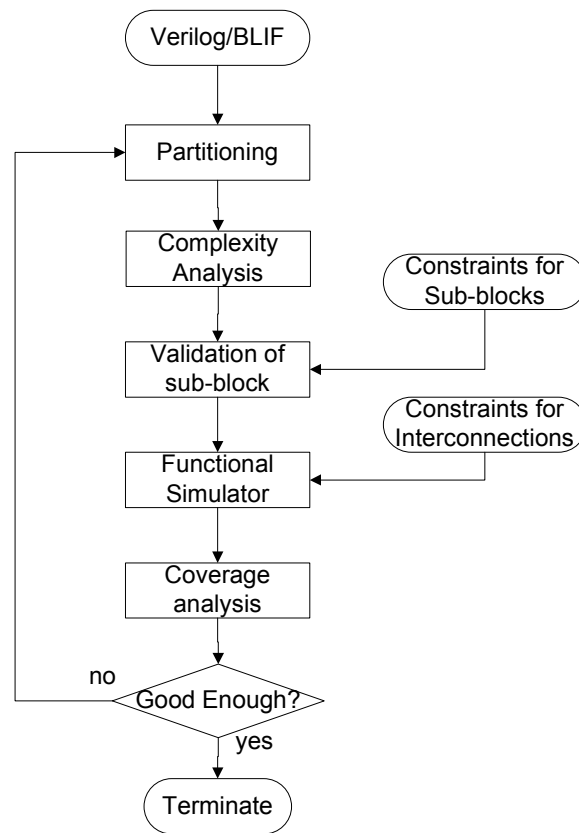 Verilog/BLIF
Partitioning
Complexity
Analysis
Constraints for
Sub-blocks
Validation of
sub-block
Constraints for
Interconnections
Functional
Simulator
Coverage
analysis
no
Good Enough?
yes
Terminate